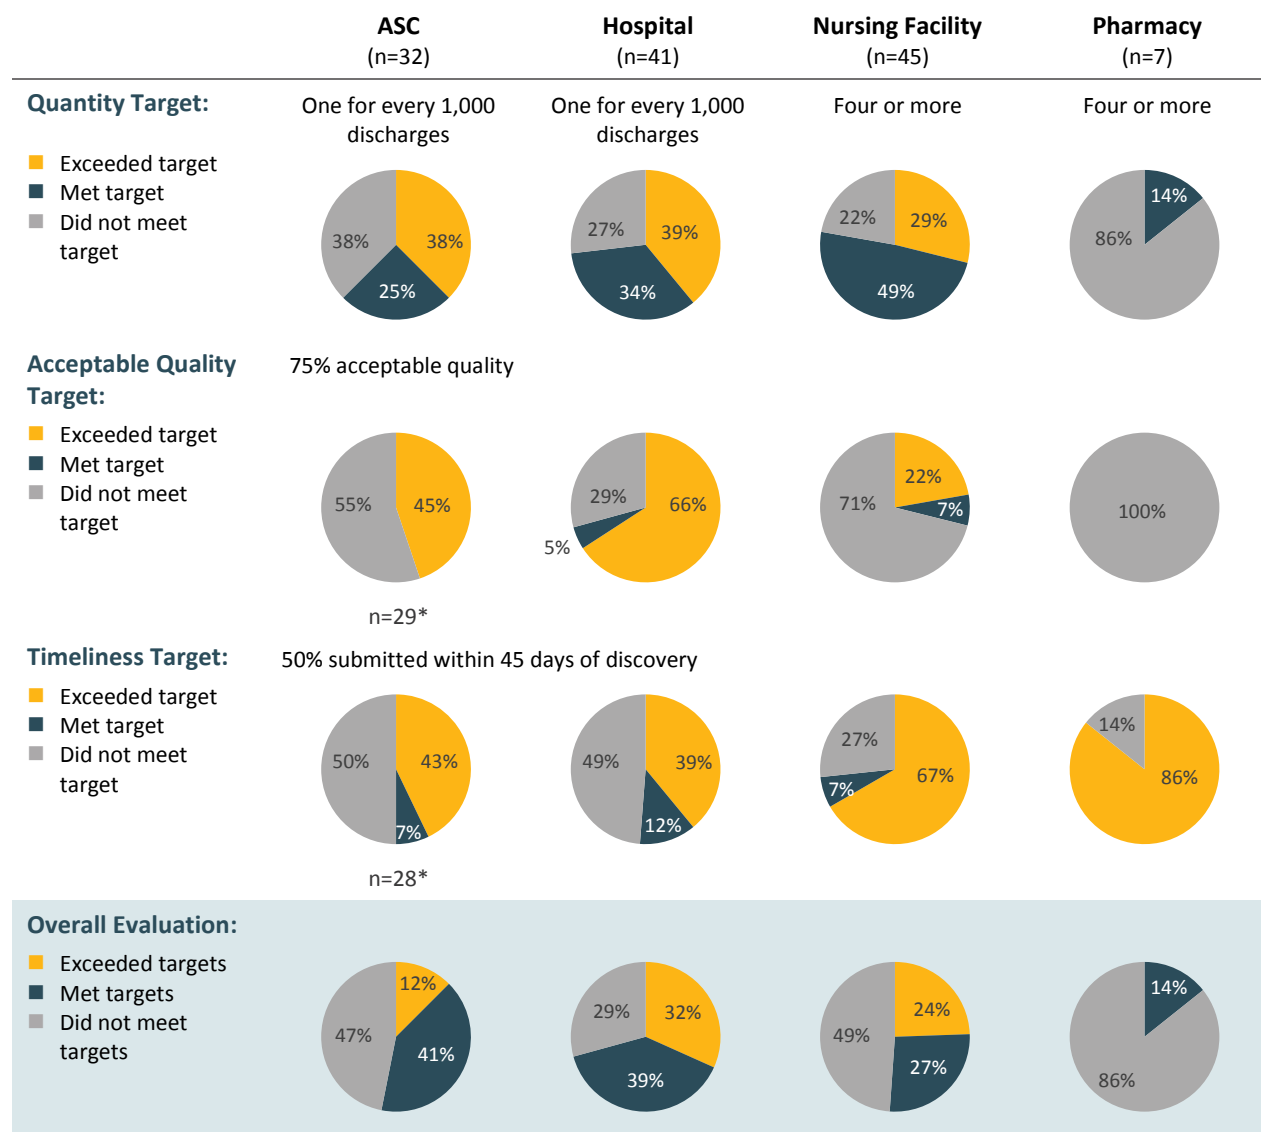 ASC
(n=32)
Hospital
(n=41)
Nursing Facility
(n=45)
Pharmacy
(n=7)
Quantity Target:
Exceeded target
Met target
Did not meet
target
One for every 1,000
discharges
One for every 1,000
discharges
Four or more
Four or more
38%
38%
25%
27%
39%
34%
22%
29%
49%
14%
86%
Acceptable Quality
Target:
75% acceptable quality
Exceeded target
Met target
Did not meet
target
55%
45%
n=29*
29%
66%
5%
22%
71%
7%
100%
Timeliness Target:
50% submitted within 45 days of discovery
Exceeded target
Met target
Did not meet
target
50%
43%
7%
n=28*
49%
39%
12%
27%
67%
7%
14%
86%
Overall Evaluation:
Exceeded targets
Met targets
Did not meet
targets
12%
47%
41%
29%
32%
39%
24%
49%
27%
14%
86%